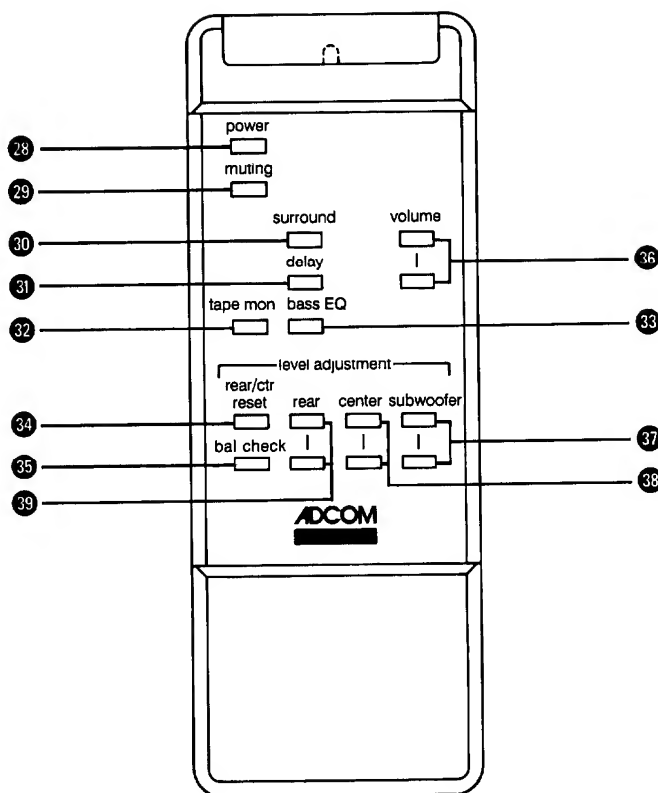 power
28
muting
29
surround
volume
30
36
delay
31
tape mon bass EQ
32
33
level adjustment
rear/ctr
reset
rear center subwoofer
34
bal check
37
35
38
39
ADCOM